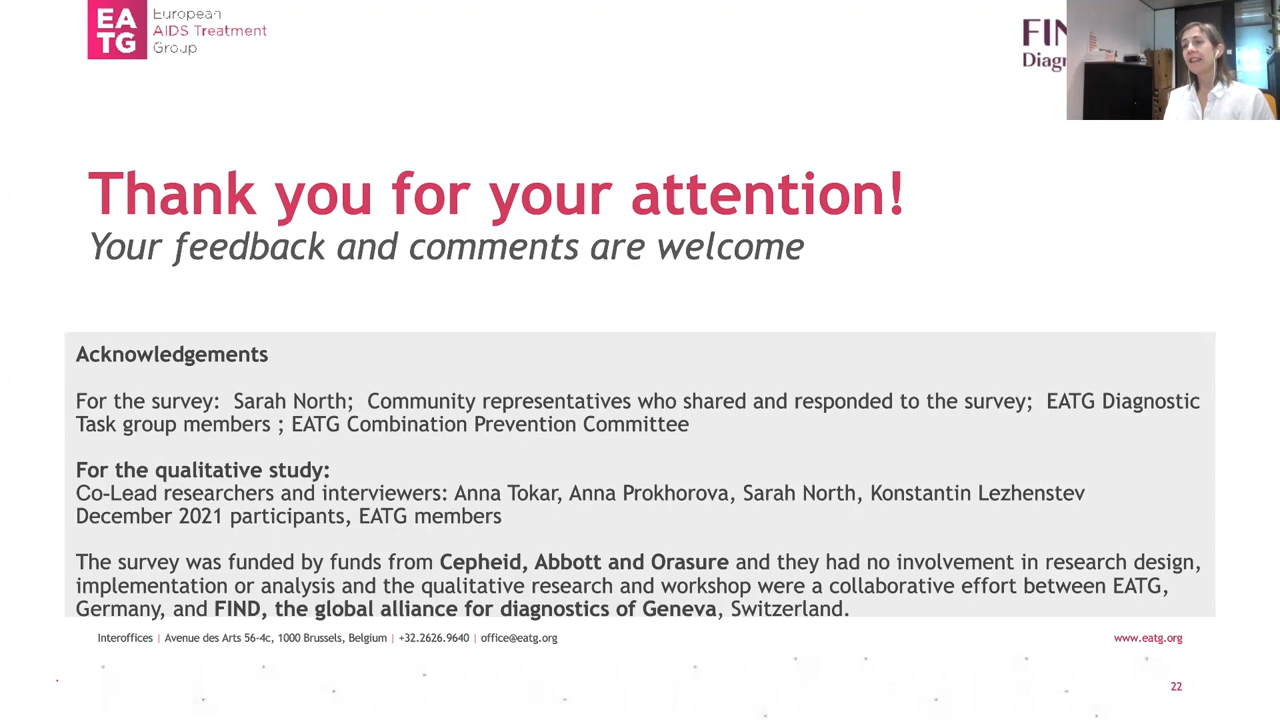 EA
TG
European
AIDS Treatment
Group
Thank you for your attention!
Your feedback and comments are welcome
Acknowledgements
For the survey: Sarah North; Community representatives who shared and responded to the survey; EATG Diagnostic
Task group members ; EATG Combination Prevention Committee
For the qualitative study:
Co-Lead researchers and interviewers: Anna Tokar, Anna Prokhorova, Sarah North, Konstantin Lezhenstev
December 2021 participants, EATG members
The survey was funded by funds from Cepheid, Abbott and Orasure and they had no involvement in research design,
implementation or analysis and the qualitative research and workshop were a collaborative effort between EATG,
Germany, and FIND, the global alliance for diagnostics of Geneva, Switzerland.
Interoffices | Avenue des Arts 56-4c, 1000 Brussels, Belgium | +32.2626.9640 | office@eatg.org
www.eatg.org
22